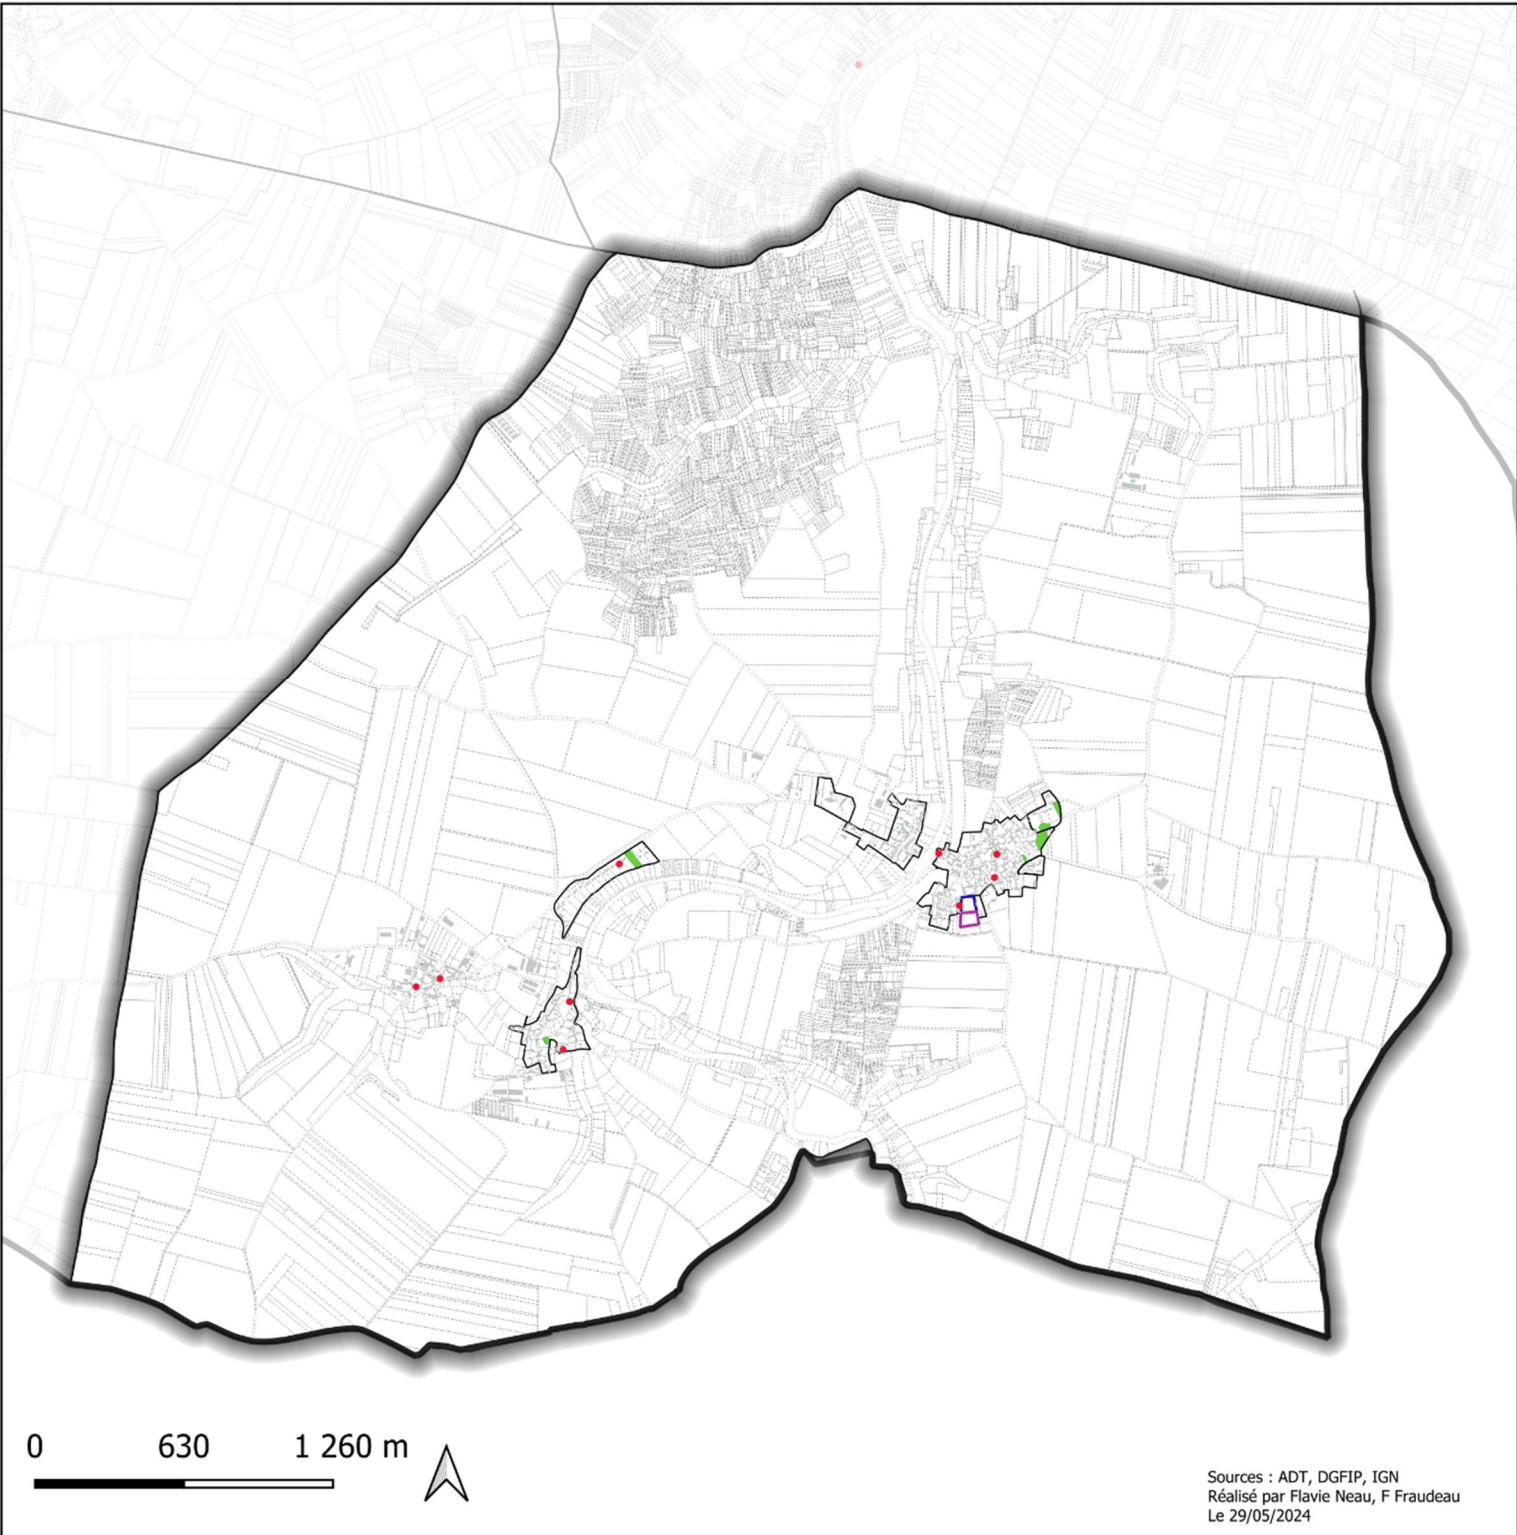 0 630 1 260 m
Sources : ADT, DGFIP, IGN
Réalisé par Flavie Neau, F Fraudeau
Le 29/05/2024